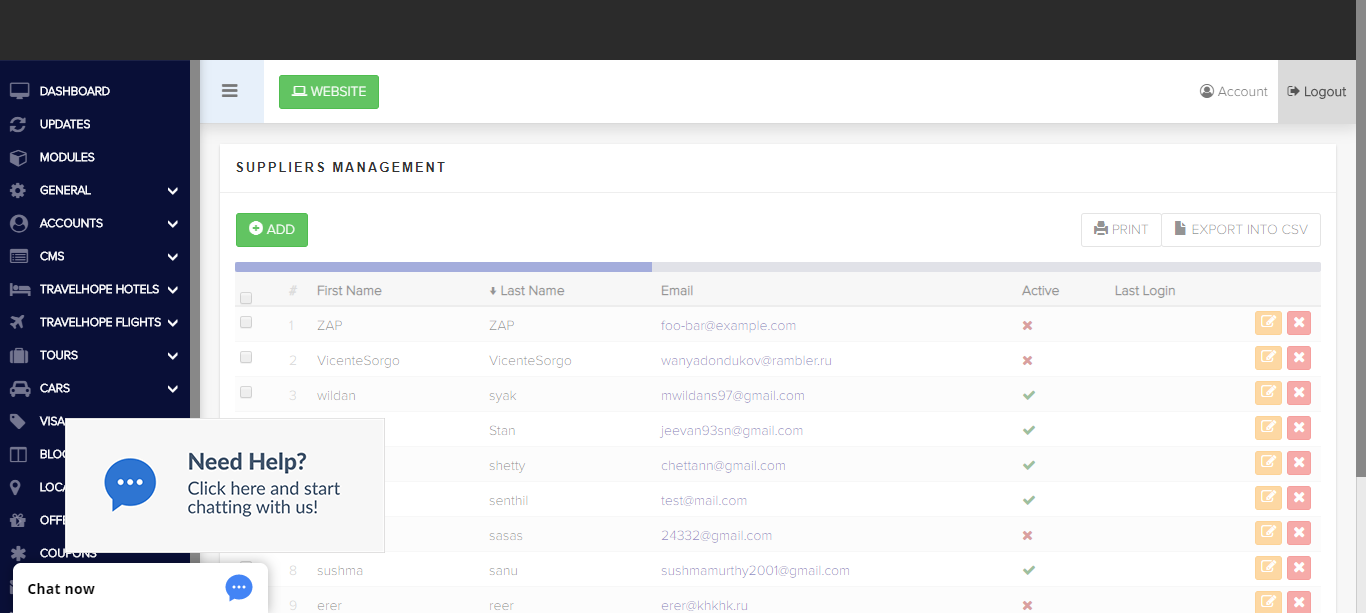 WEBSITE
Account
Logout
DASHBOARD
UPDATES
MODULES
GENERAL
ACCOUNTS
CMS
TRAVELHOPE HOTELS
TRAVELHOPE FLIGHTS
TOURS
CARS
VISA
BLOG
LOCA
OFFE
COUPONS
Need Help?
Click here and start
chatting with us!
Chat now
SUPPLIERS MANAGEMENT
ADD
PRINT
EXPORT INTO CSV
# First Name Last Name Email Active Last Login
1 ZAP ZAP foo-bar@example.com
2 VicenteSorgo VicenteSorgo wanyadondukov@rambler.ru
3 wildan syak mwildans97@gmail.com
Stan jeevan93sn@gmail.com
shetty chettann@gmail.com
senthil test@mail.com
sasas 24332@gmail.com
8 sushma sanu sushmamurthy2001@gmail.com
9 erer reer erer@khkhk.ru